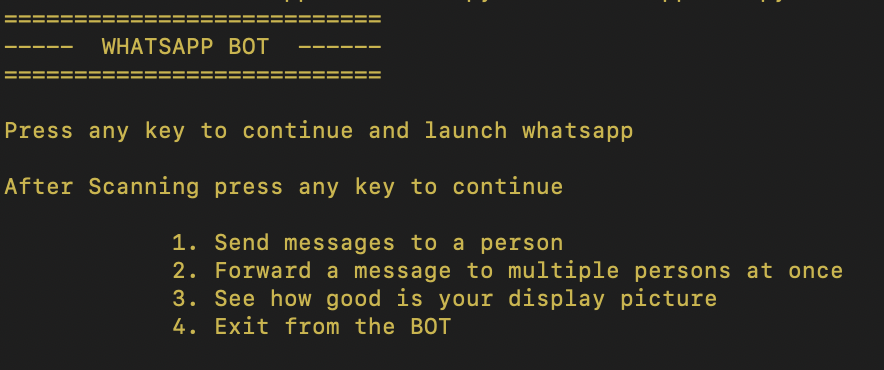 ===========================
-----  WHATSAPP BOT  ------
===========================
Press any key to continue and launch whatsapp
After Scanning press any key to continue
1. Send messages to a person
2. Forward a message to multiple persons at once
3. See how good is your display picture
4. Exit from the BOT